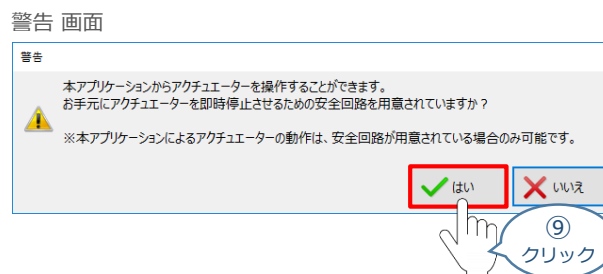 警告 画面
警告
本アプリケーションからアクチュエーターを操作することができます。
お手元にアクチュエーターを即時停止させるための安全回路を用意されていますか？
※本アプリケーションによるアクチュエーターの動作は、安全回路が用意されている場合のみ可能です。
はい
いいえ
⑨
クリック